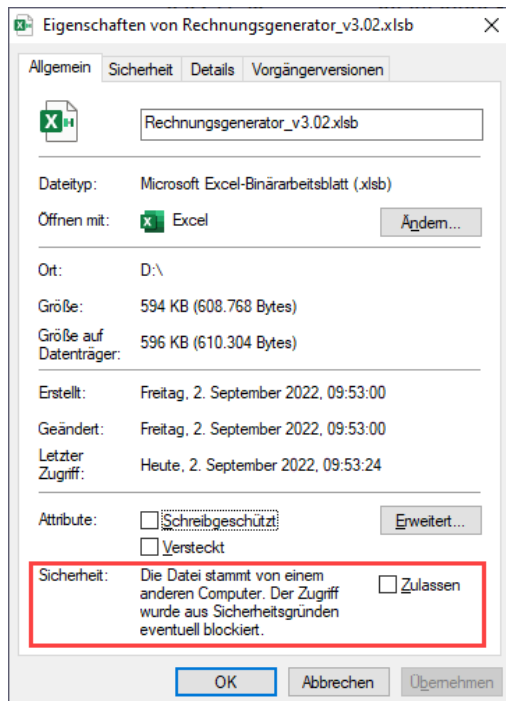 Eigenschaften von Rechnungsgenerator_v3.02.xlsb
Allgemein Sicherheit Details Vorgängerversionen
Rechnungsgenerator_v3.02.xlsb
Dateityp: Microsoft Excel-Binärarbeitsblatt (.xlsb)
Öffnen mit: Excel Ändern...
Ort: D:\
Größe: 594 KB (608.768 Bytes)
Größe auf
Datenträger: 596 KB (610.304 Bytes)
Erstellt: Freitag, 2. September 2022, 09:53:00
Geändert: Freitag, 2. September 2022, 09:53:00
Letzter
Zugriff: Heute, 2. September 2022, 09:53:24
Attribute: Schreibgeschützt Erweitert...
Versteckt
Sicherheit: Die Datei stammt von einem
anderen Computer. Der Zugriff
wurde aus Sicherheitsgründen
eventuell blockiert.
Zulassen
OK Abbrechen Übernehmen